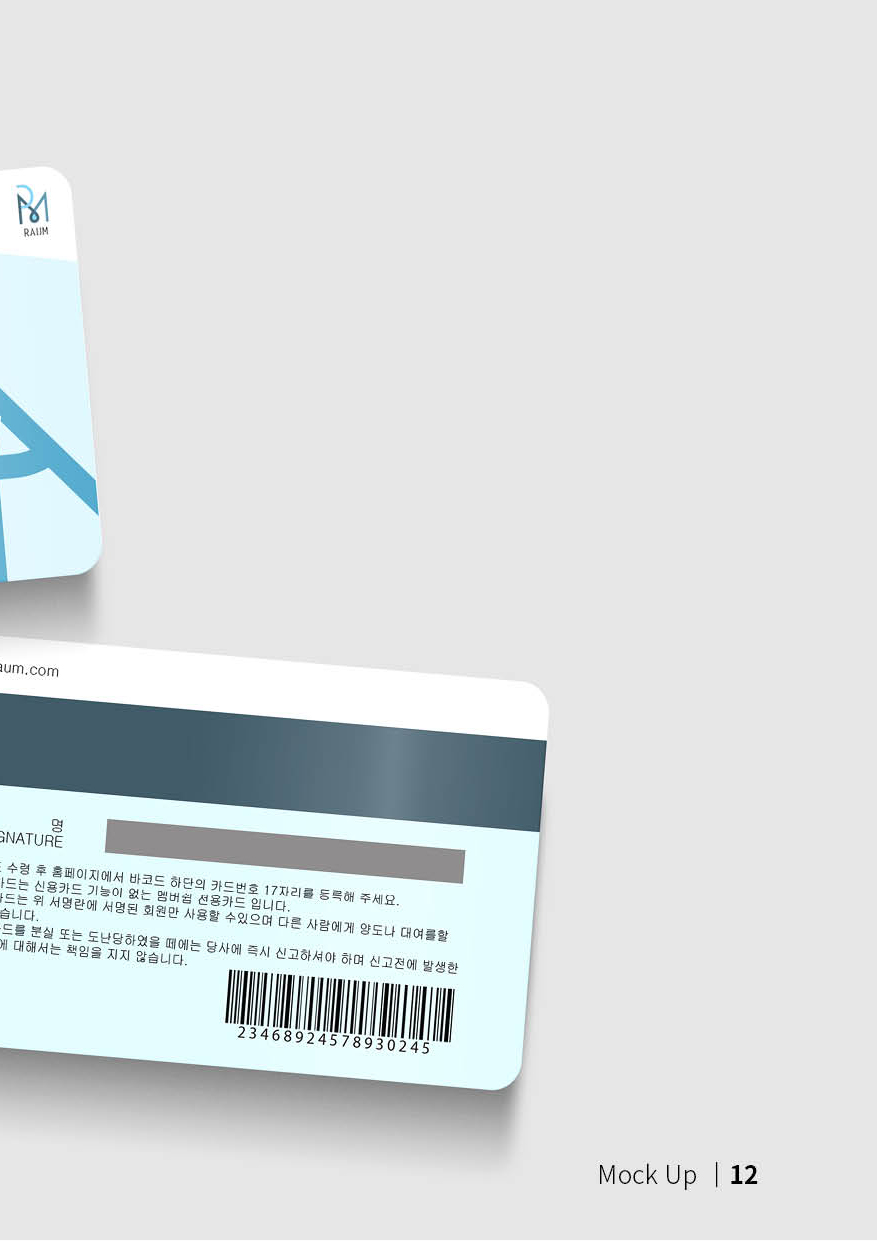 RAUM
aum.com
명
GNATURE
수령 후 홈페이지에서 바코드 하단의 카드번호 17자리를 등록해 주세요.
카드는 신용카드 기능이 없는 멤버쉽 전용카드 입니다.
카드는 위 서명란에 서명된 회원만 사용할 수있으며 다른 사람에게 양도나 대여를할
습니다.
드를 분실 또는 도난당하였을 떼에는 당사에 즉시 신고하셔야 하며 신고전에 발생한
에 대해서는 책임을 지지 않습니다.
23468924578930245
Mock Up | 12